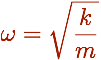 ω = √(k/m)